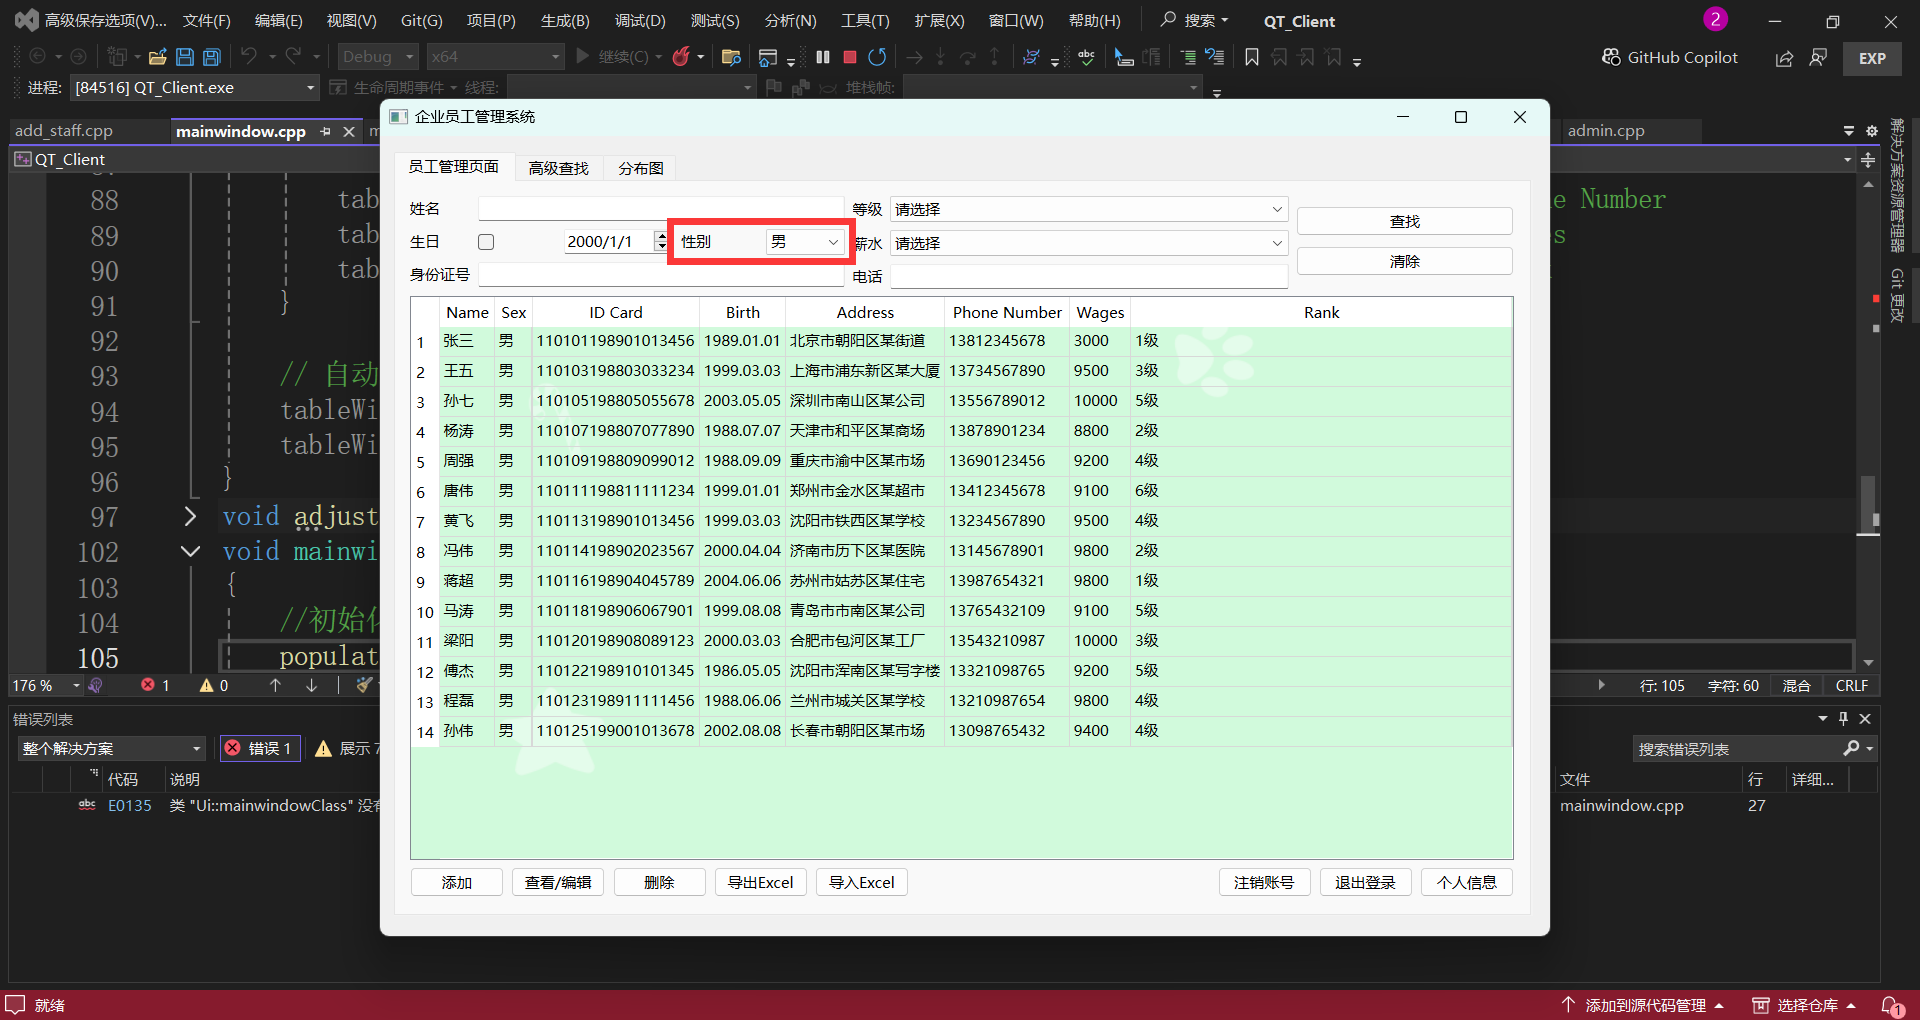 高级保存选项(V)... 文件(F) 编辑(E) 视图(V) Git(G) 项目(P) 生成(B) 调试(D) 测试(S) 分析(N) 工具(T) 扩展(X) 窗口(W) 帮助(H) 搜索 QT_Client 2
Debug x64 继续(C) abc GitHub Copilot EXP
进程: [84516] QT_Client.exe 生命周期事件 线程: 堆栈帧:
add_staff.cpp mainwindow.cpp m admin.cpp
QT_Client
解决方案资源管理器
Git 更改
88 tab e Number
89 tab s
90 tab
91 }
92
93 // 自动
94 tableWi
95 tableWi
96 }
97 void adjust
102 void mainwi
103 {
104 //初始化
105 populat
176 % 1 0 行: 105 字符: 60 混合 CRLF
错误列表
整个解决方案 错误 1 展示 7 搜索错误列表
代码 说明 文件 行 详细...
abc E0135 类 "Ui::mainwindowClass" 没有 mainwindow.cpp 27
企业员工管理系统
员工管理页面 高级查找 分布图
姓名 等级 请选择 查找
生日 2000/1/1 性别 男 薪水 请选择 清除
身份证号 电话
Name Sex ID Card Birth Address Phone Number Wages Rank
1 张三 男 110101198901013456 1989.01.01 北京市朝阳区某街道 13812345678 3000 1级
2 王五 男 110103198803033234 1999.03.03 上海市浦东新区某大厦 13734567890 9500 3级
3 孙七 男 110105198805055678 2003.05.05 深圳市南山区某公司 13556789012 10000 5级
4 杨涛 男 110107198807077890 1988.07.07 天津市和平区某商场 13878901234 8800 2级
5 周强 男 110109198809099012 1988.09.09 重庆市渝中区某市场 13690123456 9200 4级
6 唐伟 男 110111198811111234 1999.01.01 郑州市金水区某超市 13412345678 9100 6级
7 黄飞 男 110113198901013456 1999.03.03 沈阳市铁西区某学校 13234567890 9500 4级
8 冯伟 男 110114198902023567 2000.04.04 济南市历下区某医院 13145678901 9800 2级
9 蒋超 男 110116198904045789 2004.06.06 苏州市姑苏区某住宅 13987654321 9800 1级
10 马涛 男 110118198906067901 1999.08.08 青岛市市南区某公司 13765432109 9100 5级
11 梁阳 男 110120198908089123 2000.03.03 合肥市包河区某工厂 13543210987 10000 3级
12 傅杰 男 110122198910101345 1986.05.05 沈阳市浑南区某写字楼 13321098765 9200 5级
13 程磊 男 110123198911111456 1988.06.06 兰州市城关区某学校 13210987654 9800 4级
14 孙伟 男 110125199001013678 2002.08.08 长春市朝阳区某市场 13098765432 9400 4级
添加 查看/编辑 删除 导出Excel 导入Excel 注销账号 退出登录 个人信息
就绪 添加到源代码管理 选择仓库 1